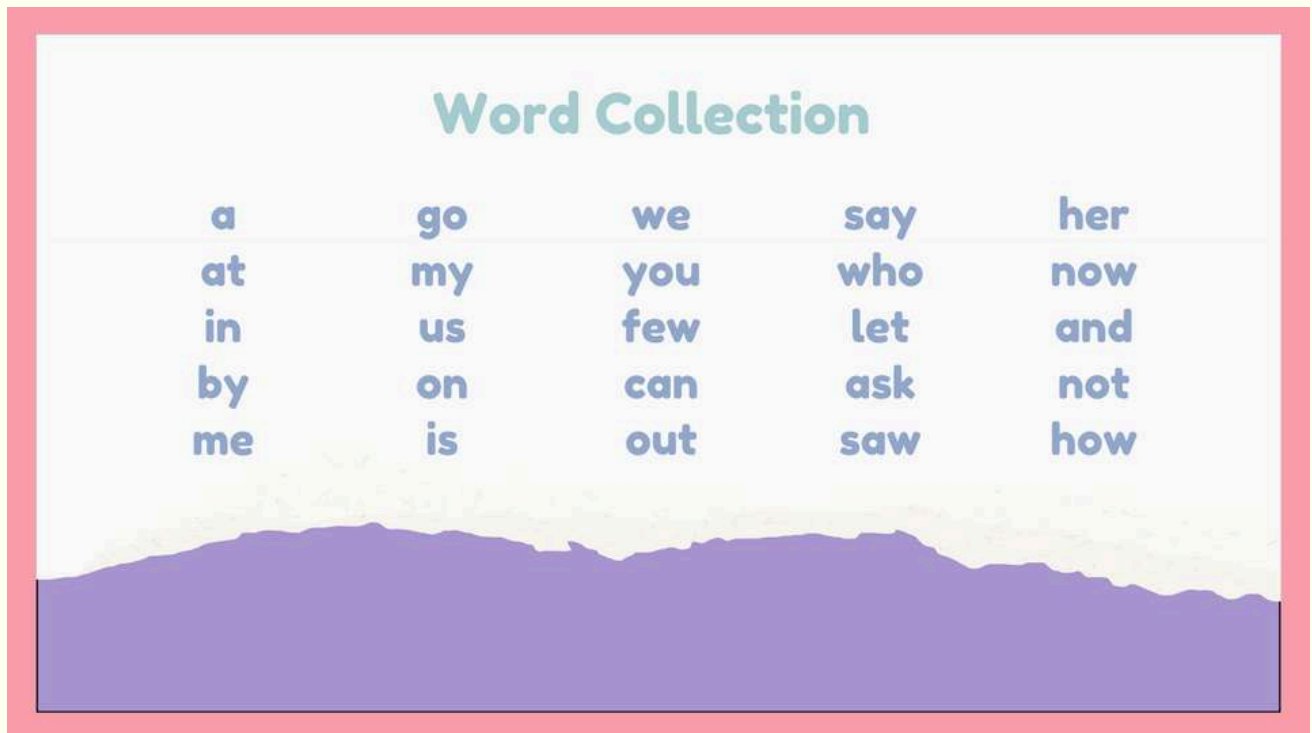 Word Collection
a go we say her
at my you who now
in us few let and
by on can ask not
me is out saw how